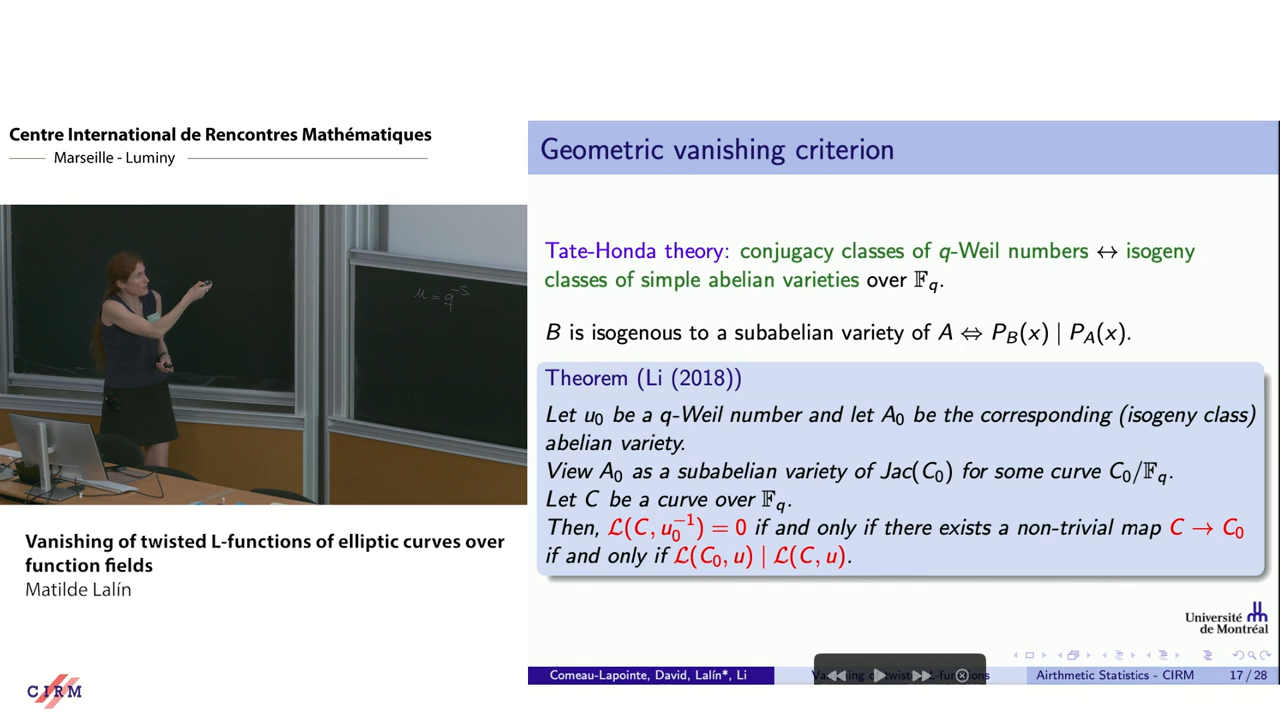 Centre International de Rencontres Mathématiques
Marseille - Luminy
u = q^{-s}
Vanishing of twisted L-functions of elliptic curves over
function fields
Matilde Lalín
CIRM
Geometric vanishing criterion
Tate-Honda theory: conjugacy classes of q-Weil numbers ↔ isogeny
classes of simple abelian varieties over 𝔽_q.
B is isogenous to a subabelian variety of A ⇔ P_B(x) | P_A(x).
Theorem (Li (2018))
Let u_0 be a q-Weil number and let A_0 be the corresponding (isogeny class)
abelian variety.
View A_0 as a subabelian variety of Jac(C_0) for some curve C_0/𝔽_q.
Let C be a curve over 𝔽_q.
Then, ℒ(C, u_0^{-1}) = 0 if and only if there exists a non-trivial map C → C_0
if and only if ℒ(C_0, u) | ℒ(C, u).
Université
de Montréal
Comeau-Lapointe, David, Lalín*, Li
Vanishing of twisted L-functions
Airthmetic Statistics - CIRM
17 / 28